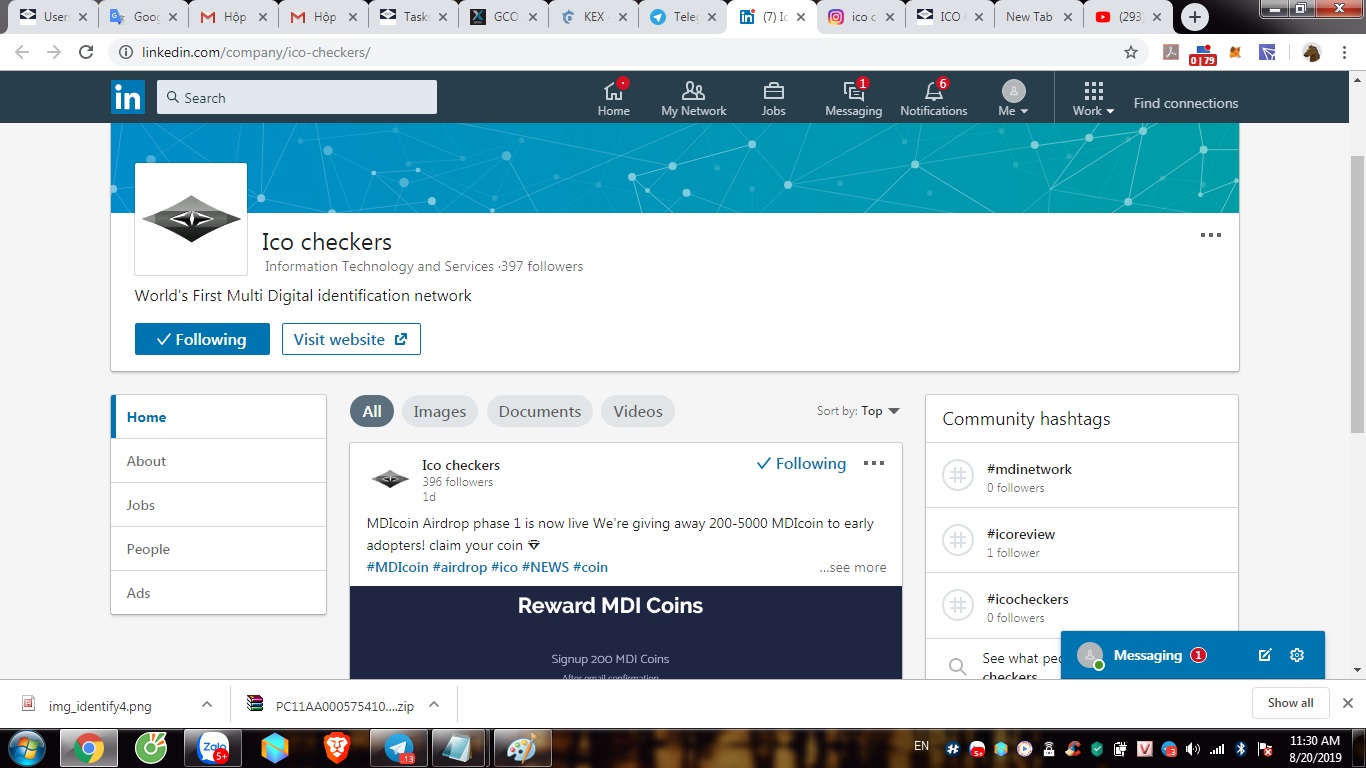 User
Goog
Hộp
Hộp
Task
GCO
KEX
Teleg
(7) Ic
ico c
ICO
New Tab
(293)
linkedin.com/company/ico-checkers/
0 | 79
in
Search
Home
My Network
Jobs
1
Messaging
6
Notifications
Me
Work
Find connections
Ico checkers
Information Technology and Services ·397 followers
World's First Multi Digital identification network
Following
Visit website
Home
About
Jobs
People
Ads
All
Images
Documents
Videos
Sort by: Top
Ico checkers
396 followers
1d
Following
MDIcoin Airdrop phase 1 is now live We're giving away 200-5000 MDIcoin to early
adopters! claim your coin
#MDIcoin #airdrop #ico #NEWS #coin
...see more
Reward MDI Coins
Signup 200 MDI Coins
After email confirmation
Community hashtags
#mdinetwork
0 followers
#icoreview
1 follower
#icocheckers
0 followers
See what peo
checkers
Messaging 1
img_identify4.png
PC11AA000575410....zip
Show all
Zalo
5+
13
EN
11:30 AM
8/20/2019